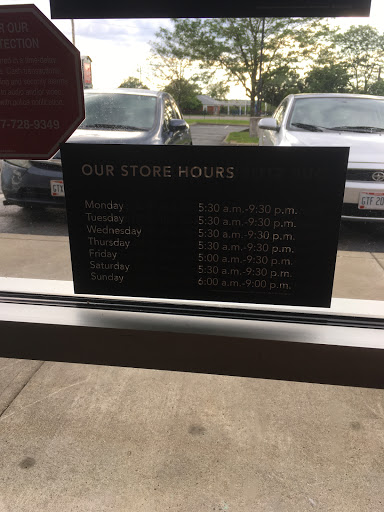 OUR
TECTION
7-728-9349
OUR STORE HOURS
Monday 5:30 a.m.-9:30 p.m.
Tuesday 5:30 a.m.-9:30 p.m.
Wednesday 5:30 a.m.-9:30 p.m.
Thursday 5:30 a.m.-9:30 p.m.
Friday 5:00 a.m.-9:30 p.m.
Saturday 5:30 a.m.-9:30 p.m.
Sunday 6:00 a.m.-9:00 p.m.